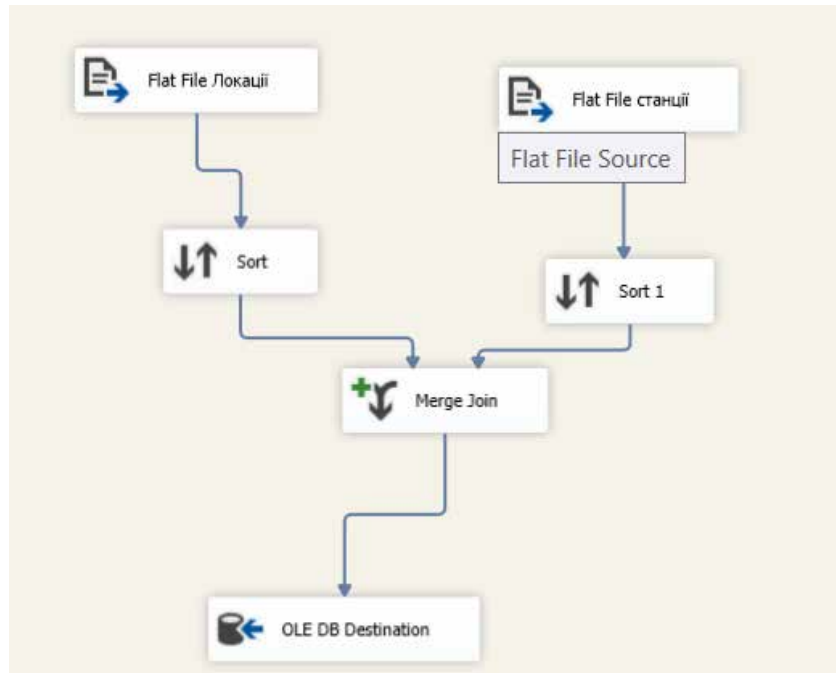 Flat File Локації
Flat File станції
Flat File Source
Sort
Sort 1
Merge Join
OLE DB Destination